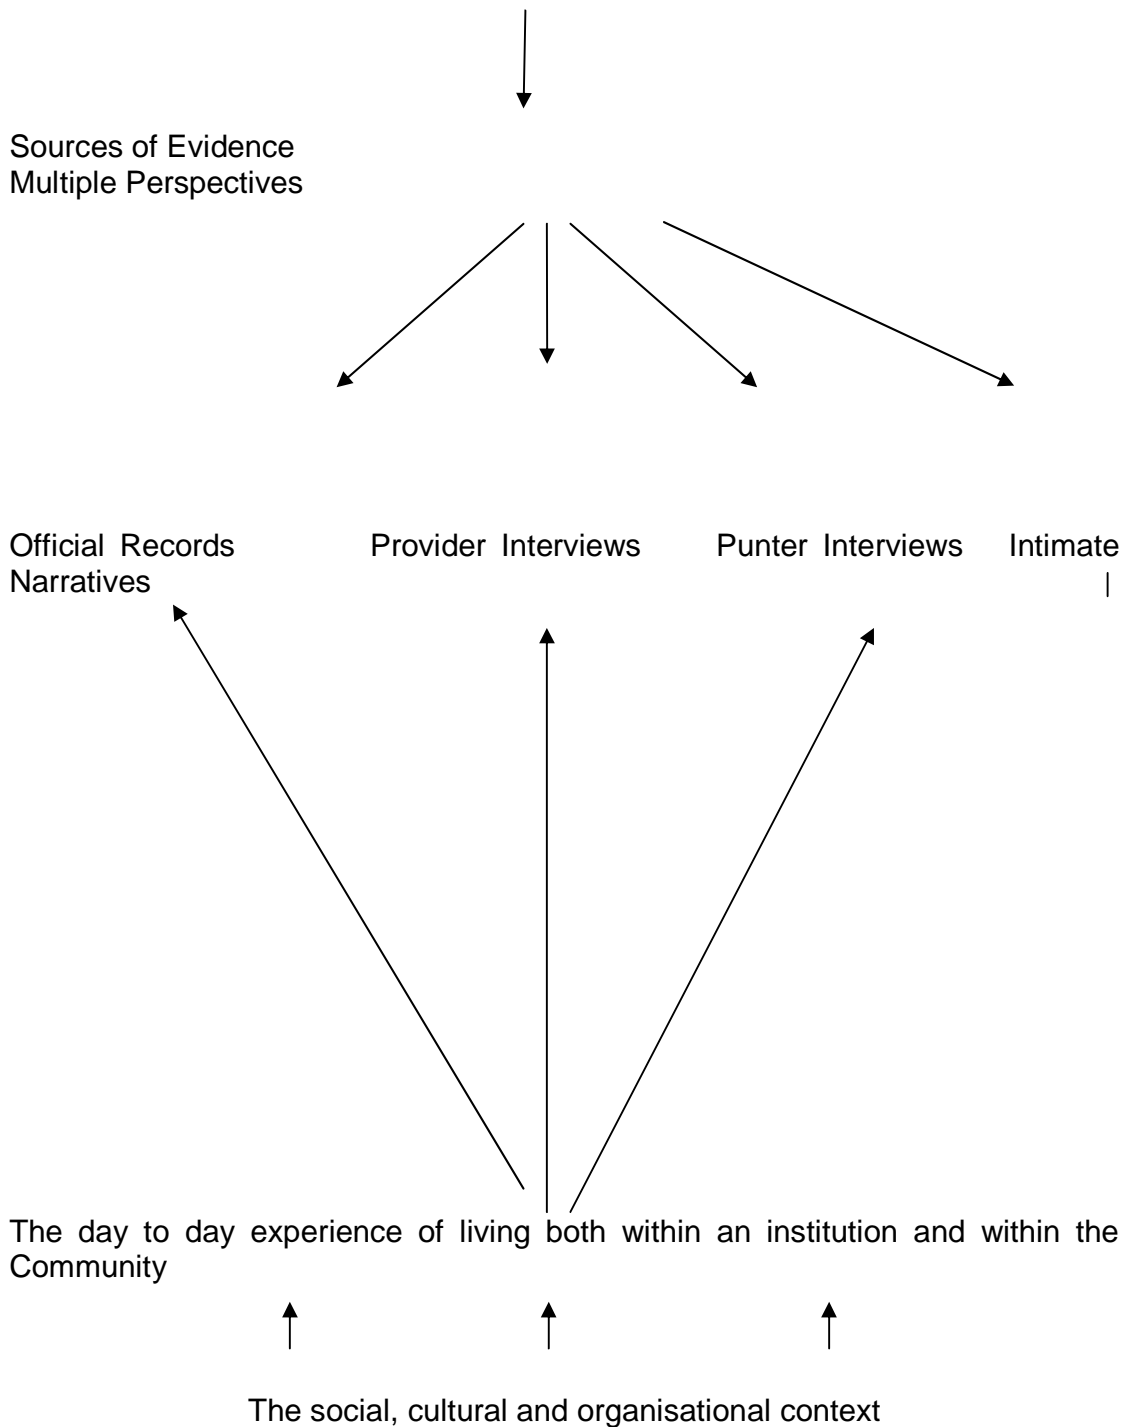 Sources of Evidence
Multiple Perspectives
Official Records Provider Interviews Punter Interviews Intimate
Narratives
The day to day experience of living both within an institution and within the
Community
The social, cultural and organisational context